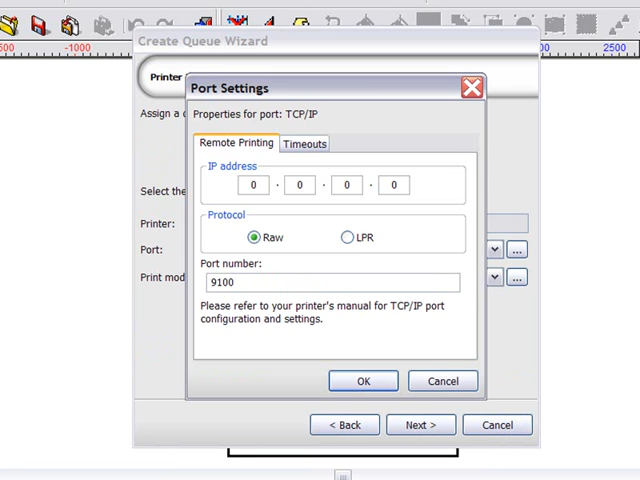 500
-1000
500
2500
Create Queue Wizard
Printer
Port Settings
Assign a
Properties for port: TCP/IP
Remote Printing
Timeouts
IP address
0 . 0 . 0 . 0
Select the
Protocol
Printer:
Raw
LPR
Port:
Port number:
Print mod
...
...
9100
Please refer to your printer's manual for TCP/IP port
configuration and settings.
OK
Cancel
< Back
Next >
Cancel